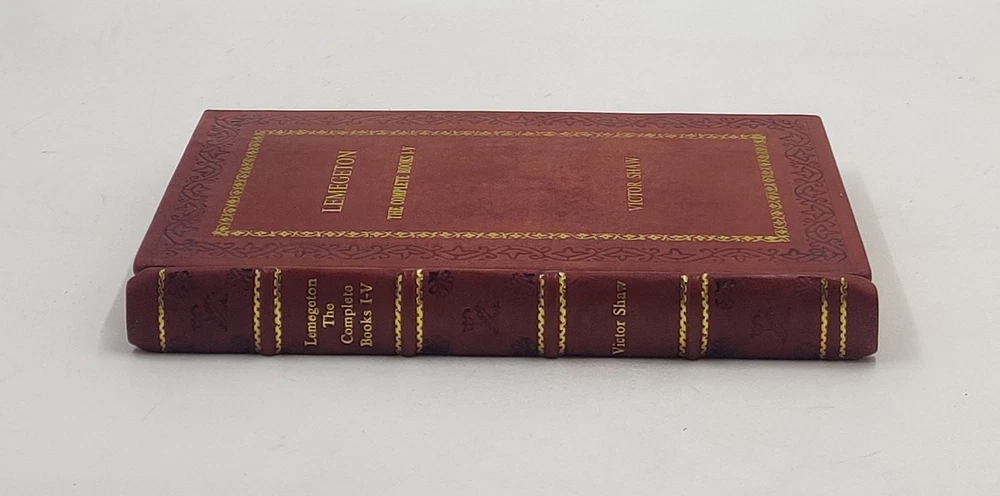 LEMEGETON
THE COMPLETE BOOKS I-V
VICTOR SHAW
Lemegeton
The
Complete
Books I-V
Victor Shaw